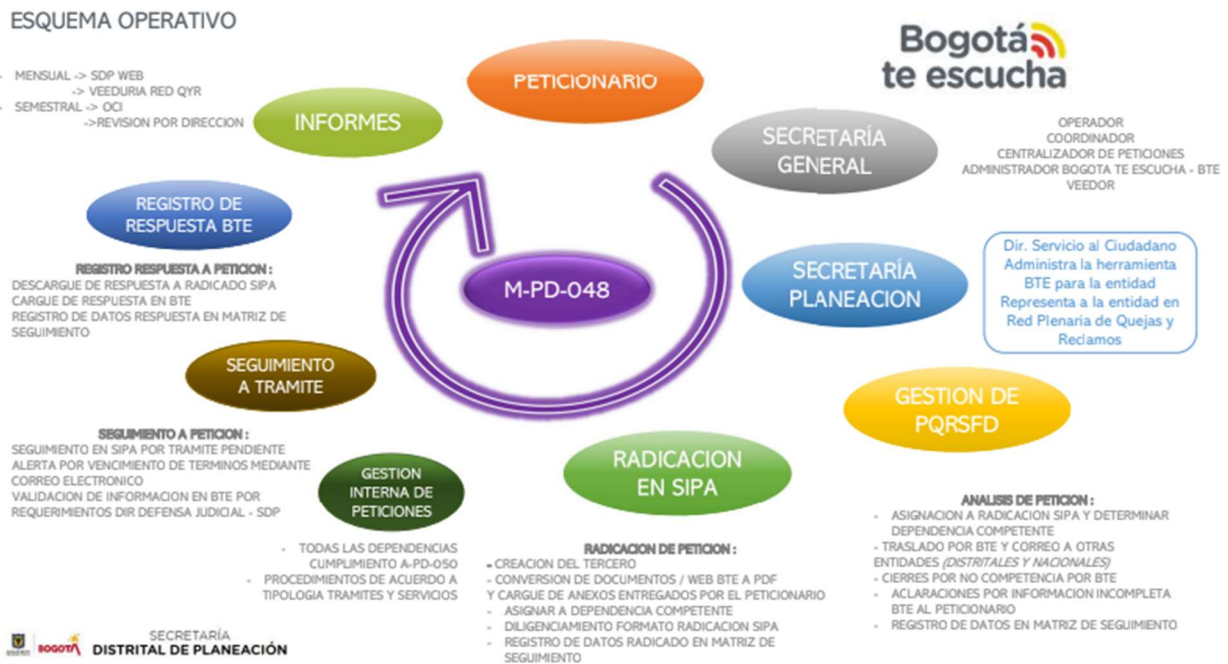 ESQUEMA OPERATIVO
Bogotá
te escucha
PETICIONARIO
- MENSUAL -> SDP WEB
-> VEEDURIA RED QYR
- SEMESTRAL -> OCI
->REVISION POR DIRECCION
INFORMES
SECRETARÍA
GENERAL
OPERADOR
COORDINADOR
CENTRALIZADOR DE PETICIONES
ADMINISTRADOR BOGOTA TE ESCUCHA - BTE
VEEDOR
REGISTRO DE
RESPUESTA BTE
REGISTRO RESPUESTA A PETICION :
DESCARGUE DE RESPUESTA A RADICADO SIPA
CARGUE DE RESPUESTA EN BTE
REGISTRO DE DATOS RESPUESTA EN MATRIZ DE
SEGUIMIENTO
M-PD-048
SECRETARÍA
PLANEACION
Dir. Servicio al Ciudadano
Administra la herramienta
BTE para la entidad
Representa a la entidad en
Red Plenaria de Quejas y
Reclamos
SEGUIMIENTO
A TRAMITE
SEGUIMIENTO A PETICION :
SEGUIMIENTO EN SIPA POR TRAMITE PENDIENTE
ALERTA POR VENCIMIENTO DE TERMINOS MEDIANTE
CORREO ELECTRONICO
VALIDACION DE INFORMACION EN BTE POR
REQUERIMIENTOS DIR DEFENSA JUDICIAL - SDP
GESTION DE
PQRSFD
ANALISIS DE PETICION :
- ASIGNACION A RADICACION SIPA Y DETERMINAR
DEPENDENCIA COMPETENTE
- TRASLADO POR BTE Y CORREO A OTRAS
ENTIDADES (DISTRITALES Y NACIONALES)
- CIERRES POR NO COMPETENCIA POR BTE
- ACLARACIONES POR INFORMACION INCOMPLETA
BTE AL PETICIONARIO
- REGISTRO DE DATOS EN MATRIZ DE SEGUIMIENTO
GESTION
INTERNA DE
PETICIONES
- TODAS LAS DEPENDENCIAS
CUMPLIMIENTO A-PD-050
- PROCEDIMIENTOS DE ACUERDO A
TIPOLOGIA TRAMITES Y SERVICIOS
RADICACION
EN SIPA
RADICACION DE PETICION :
- CREACION DEL TERCERO
- CONVERSION DE DOCUMENTOS / WEB BTE A PDF
Y CARGUE DE ANEXOS ENTREGADOS POR EL PETICIONARIO
- ASIGNAR A DEPENDENCIA COMPETENTE
- DILIGENCIAMIENTO FORMATO RADICACION SIPA
- REGISTRO DE DATOS RADICADO EN MATRIZ DE
SEGUIMIENTO
BOGOTÁ
SECRETARÍA
DISTRITAL DE PLANEACIÓN